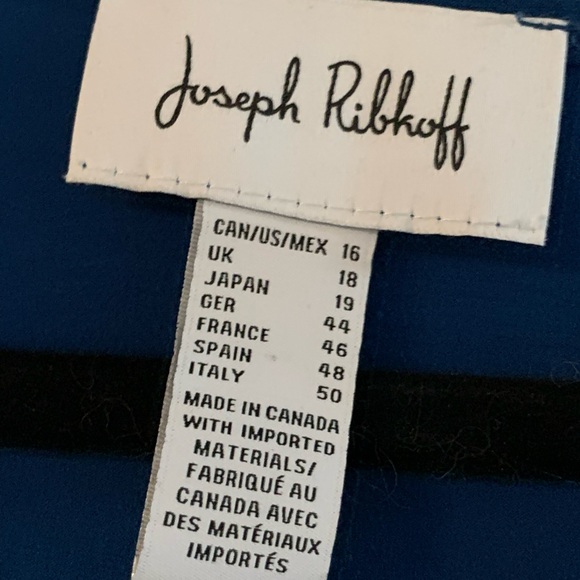 Joseph Ribkoff
CAN/US/MEX 16
UK 18
JAPAN 19
GER 44
FRANCE 46
SPAIN 48
ITALY 50
MADE IN CANADA
WITH IMPORTED
MATERIALS/
FABRIQUÉ AU
CANADA AVEC
DES MATÉRIAUX
IMPORTÉS